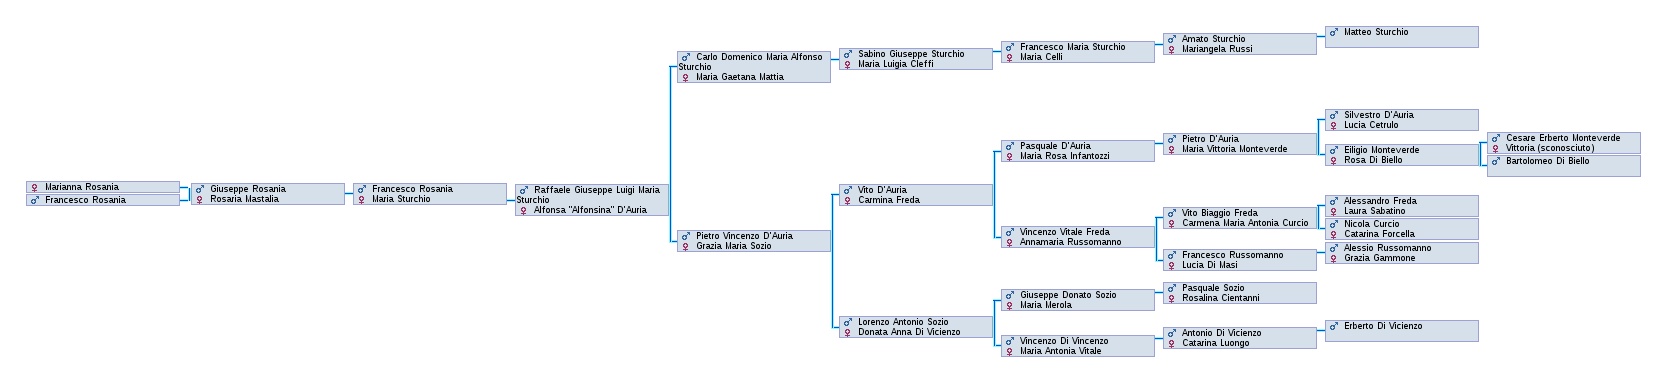 Marianna Rosania
Francesco Rosania
Giuseppe Rosania
Rosaria Mastalia
Francesco Rosania
Maria Sturchio
Raffaele Giuseppe Luigi Maria
Sturchio
Alfonsa "Alfonsina" D'Auria
Carlo Domenico Maria Alfonso
Sturchio
Maria Gaetana Mattia
Pietro Vincenzo D'Auria
Grazia Maria Sozio
Sabino Giuseppe Sturchio
Maria Luigia Cleffi
Vito D'Auria
Carmina Freda
Lorenzo Antonio Sozio
Donata Anna Di Vicienzo
Francesco Maria Sturchio
Maria Celli
Pasquale D'Auria
Maria Rosa Infantozzi
Vincenzo Vitale Freda
Annamaria Russomanno
Giuseppe Donato Sozio
Maria Merola
Vincenzo Di Vincenzo
Maria Antonia Vitale
Amato Sturchio
Mariangela Russi
Pietro D'Auria
Maria Vittoria Monteverde
Vito Biaggio Freda
Carmena Maria Antonia Curcio
Francesco Russomanno
Lucia Di Masi
Pasquale Sozio
Rosalina Cientanni
Antonio Di Vicienzo
Catarina Luongo
Matteo Sturchio
Silvestro D'Auria
Lucia Cetrulo
Eiligio Monteverde
Rosa Di Biello
Alessandro Freda
Laura Sabatino
Nicola Curcio
Catarina Forcella
Alessio Russomanno
Grazia Gammone
Erberto Di Vicienzo
Cesare Erberto Monteverde
Vittoria (sconosciuto)
Bartolomeo Di Biello